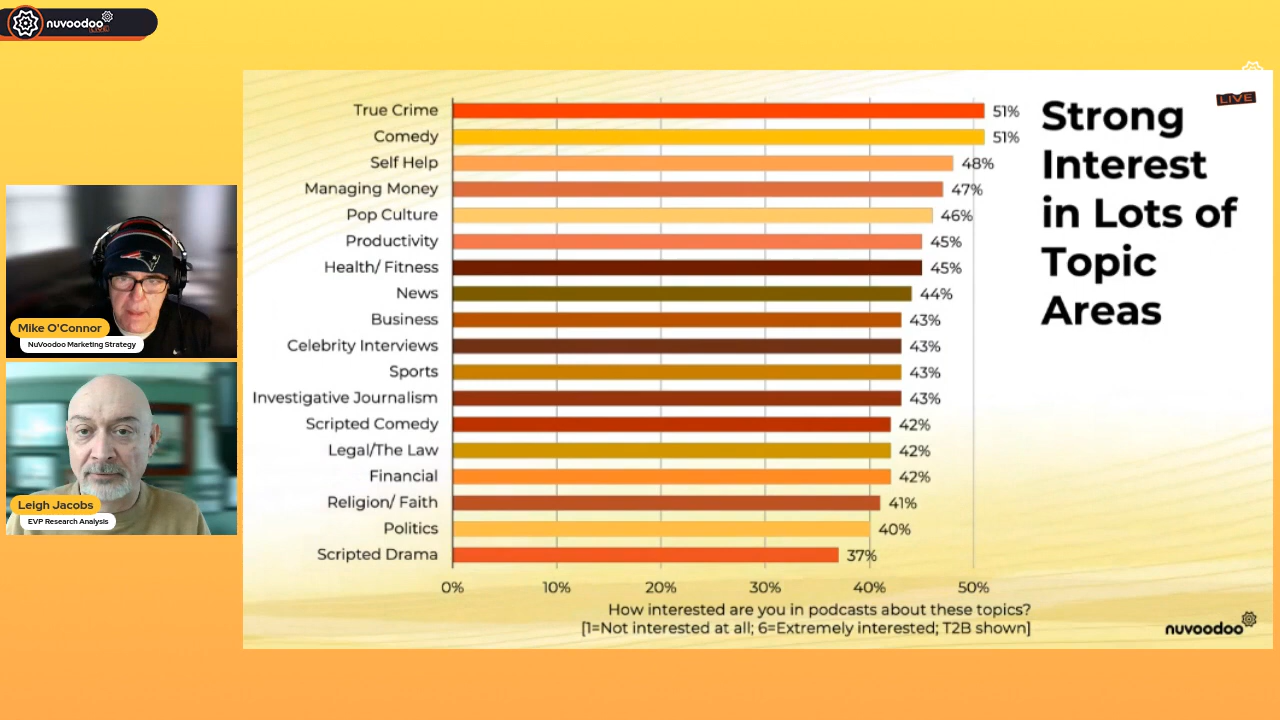 nuvoodoo
LIVE
LIVE
Strong
Interest
in Lots of
Topic
Areas
True Crime 51%
Comedy 51%
Self Help 48%
Managing Money 47%
Pop Culture 46%
Productivity 45%
Health/ Fitness 45%
News 44%
Business 43%
Celebrity Interviews 43%
Sports 43%
Investigative Journalism 43%
Scripted Comedy 42%
Legal/The Law 42%
Financial 42%
Religion/ Faith 41%
Politics 40%
Scripted Drama 37%
0% 10% 20% 30% 40% 50%
How interested are you in podcasts about these topics?
[1=Not interested at all; 6=Extremely interested; T2B shown]
nuvoodoo
Mike O'Connor
NuVoodoo Marketing Strategy
Leigh Jacobs
EVP Research Analysis